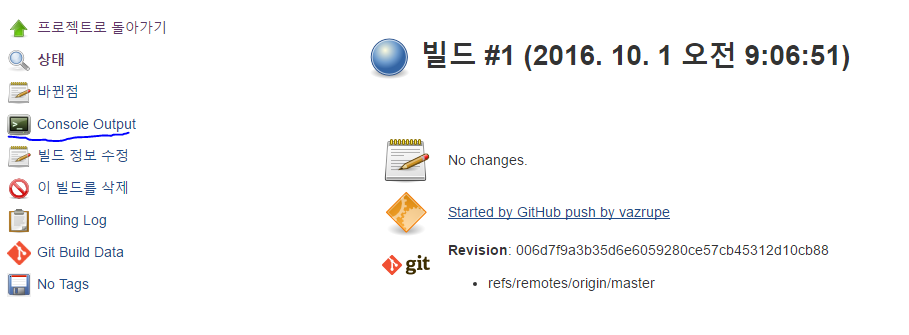 프로젝트로 돌아가기
상태
바뀐점
Console Output
빌드 정보 수정
이 빌드를 삭제
Polling Log
Git Build Data
No Tags
빌드 #1 (2016. 10. 1 오전 9:06:51)
No changes.
Started by GitHub push by vazrupe
git
Revision: 006d7f9a3b35d6e6059280ce57cb45312d10cb88
• refs/remotes/origin/master